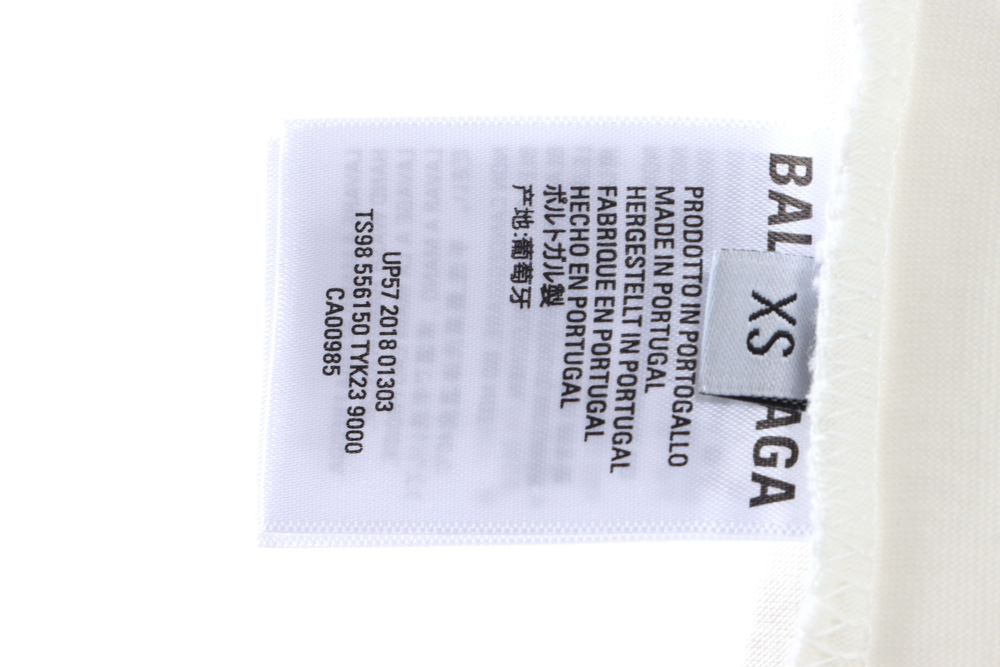 BAL AGA
XS
PRODOTTO IN PORTOGALLO
MADE IN PORTUGAL
HERGESTELLT IN PORTUGAL
FABRIQUE EN PORTUGAL
HECHO EN PORTUGAL
ポルトガル製
产地:葡萄牙
UP57 2018 01303
TS98 556150 TYK23 9000
CA00985